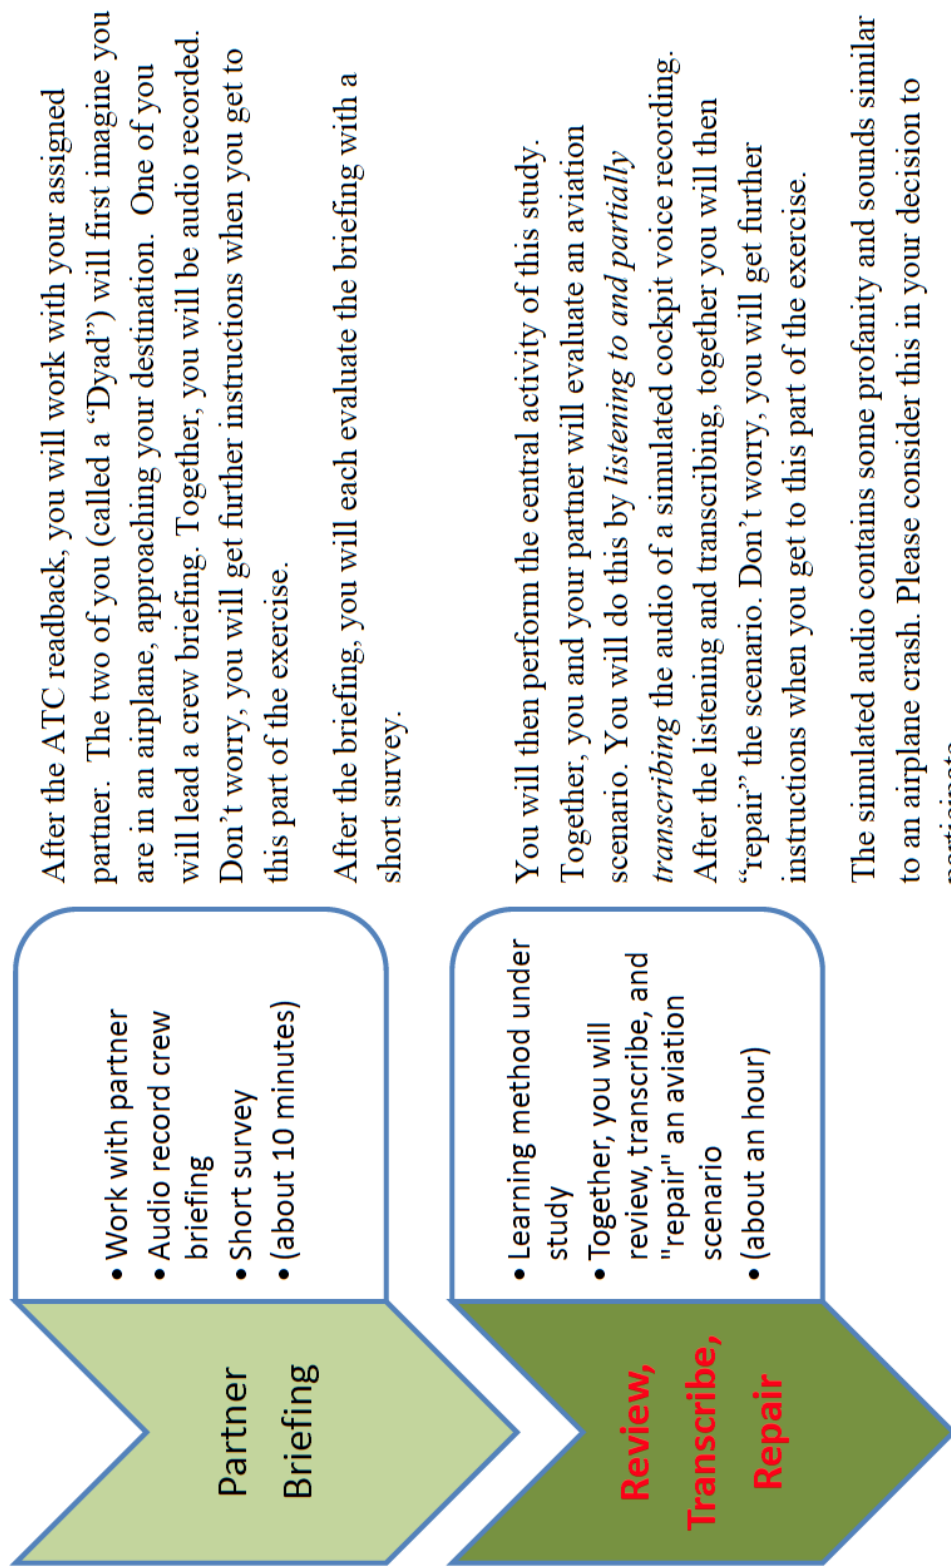 Partner
Briefing
• Work with partner
• Audio record crew
briefing
• Short survey
• (about 10 minutes)
After the ATC readback, you will work with your assigned
partner.  The two of you (called a “Dyad”) will first imagine you
are in an airplane, approaching your destination.  One of you
will lead a crew briefing. Together, you will be audio recorded.
Don’t worry, you will get further instructions when you get to
this part of the exercise.
After the briefing, you will each evaluate the briefing with a
short survey.
Review,
Transcribe,
Repair
• Learning method under
study
• Together, you will
review, transcribe, and
"repair" an aviation
scenario
• (about an hour)
You will then perform the central activity of this study.
Together, you and your partner will evaluate an aviation
scenario. You will do this by listening to and partially
transcribing the audio of a simulated cockpit voice recording.
After the listening and transcribing, together you will then
“repair” the scenario. Don’t worry, you will get further
instructions when you get to this part of the exercise.
The simulated audio contains some profanity and sounds similar
to an airplane crash. Please consider this in your decision to